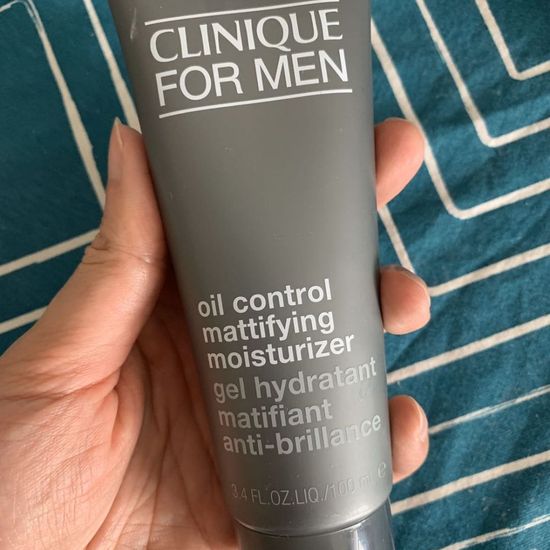 CLINIQUE
FOR MEN
oil control
mattifying
moisturizer
gel hydratant
matifiant
anti-brillance
3.4 FL.OZ.LIQ./100 ml ℮